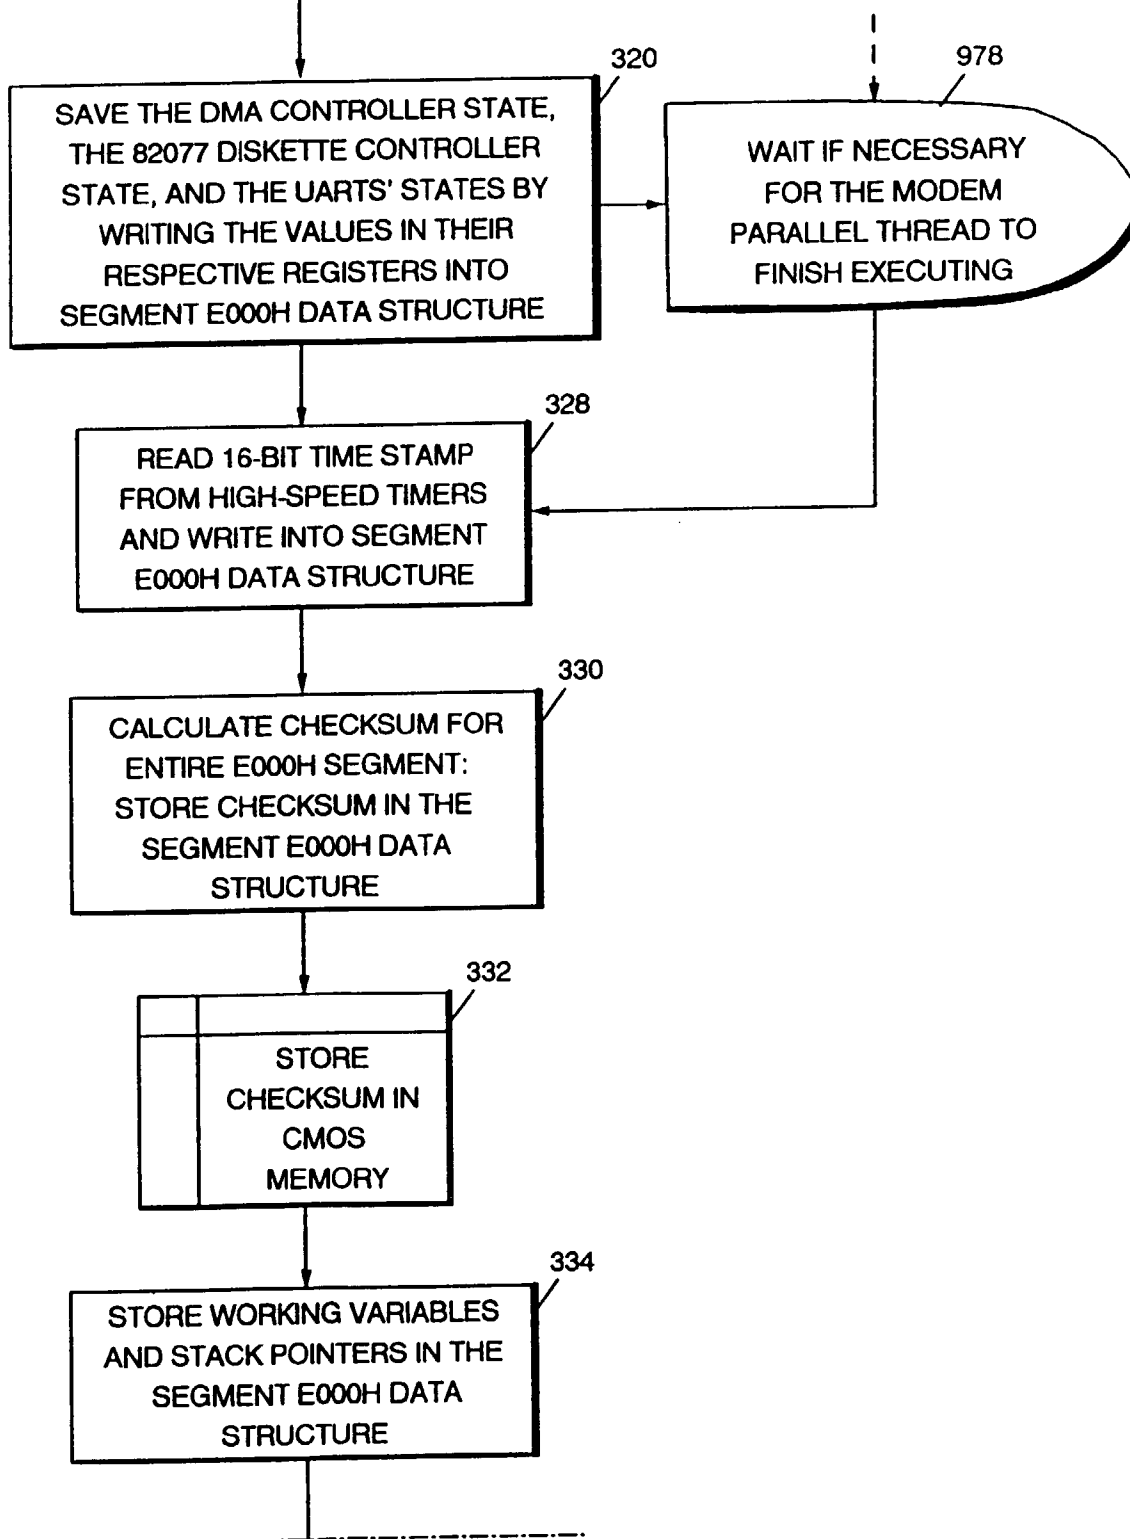 320
SAVE THE DMA CONTROLLER STATE,
THE 82077 DISKETTE CONTROLLER
STATE, AND THE UARTS' STATES BY
WRITING THE VALUES IN THEIR
RESPECTIVE REGISTERS INTO
SEGMENT E000H DATA STRUCTURE
978
WAIT IF NECESSARY
FOR THE MODEM
PARALLEL THREAD TO
FINISH EXECUTING
328
READ 16-BIT TIME STAMP
FROM HIGH-SPEED TIMERS
AND WRITE INTO SEGMENT
E000H DATA STRUCTURE
330
CALCULATE CHECKSUM FOR
ENTIRE E000H SEGMENT:
STORE CHECKSUM IN THE
SEGMENT E000H DATA
STRUCTURE
332
STORE
CHECKSUM IN
CMOS
MEMORY
334
STORE WORKING VARIABLES
AND STACK POINTERS IN THE
SEGMENT E000H DATA
STRUCTURE